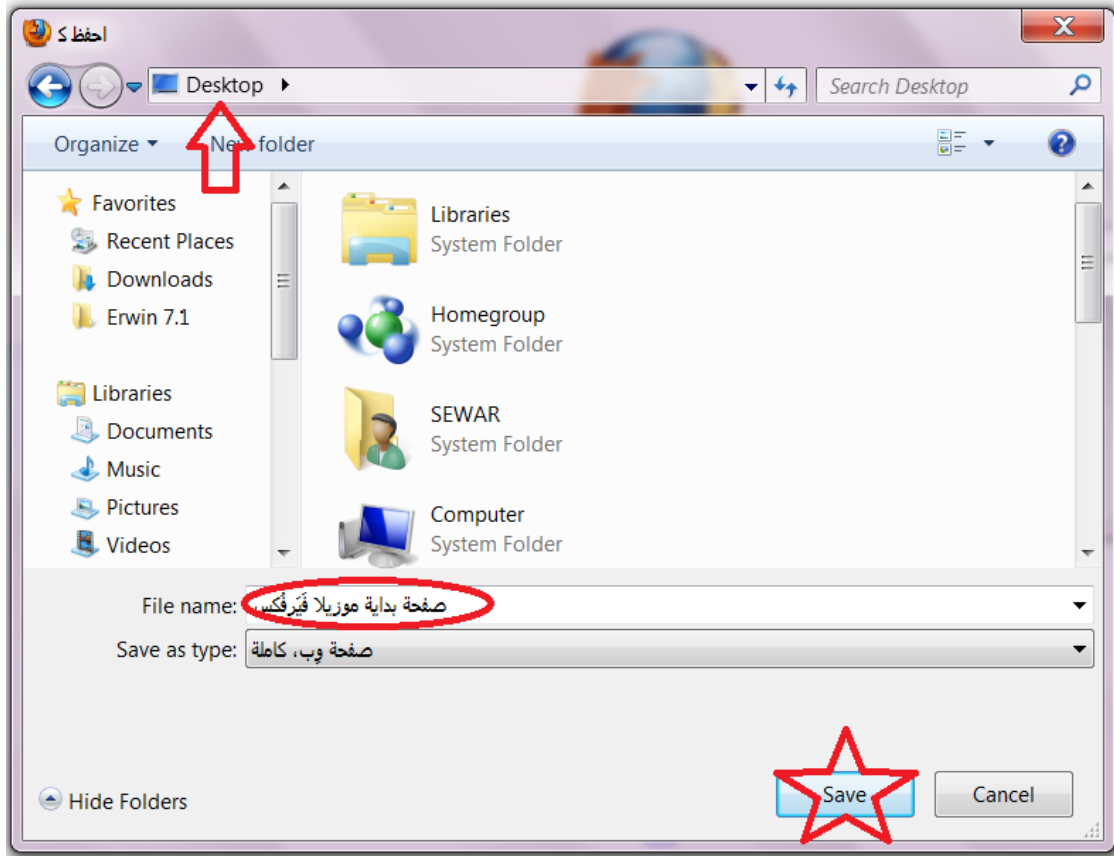 احفظ ك
Desktop
Search Desktop
Organize
New folder
Favorites
Recent Places
Downloads
Erwin 7.1
Libraries
Documents
Music
Pictures
Videos
Libraries
System Folder
Homegroup
System Folder
SEWAR
System Folder
Computer
System Folder
File name: صفحة بداية موزيلا فَيَرفُكس
Save as type: صفحة وِب، كاملة
Hide Folders
Save
Cancel